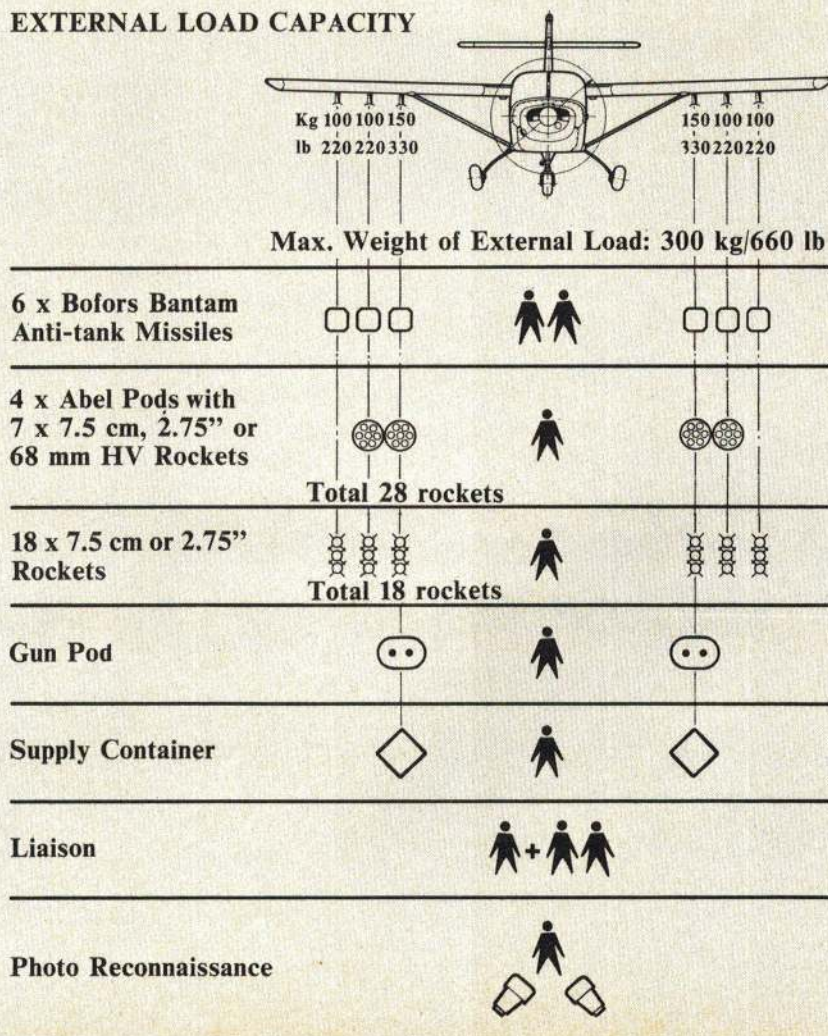 EXTERNAL LOAD CAPACITY
Kg 100 100 150 150 100 100
lb 220 220 330 330 220 220
Max. Weight of External Load: 300 kg/660 lb
6 x Bofors Bantam
Anti-tank Missiles
4 x Abel Pods with
7 x 7.5 cm, 2.75” or
68 mm HV Rockets
Total 28 rockets
18 x 7.5 cm or 2.75”
Rockets
Total 18 rockets
Gun Pod
Supply Container
Liaison
+
Photo Reconnaissance